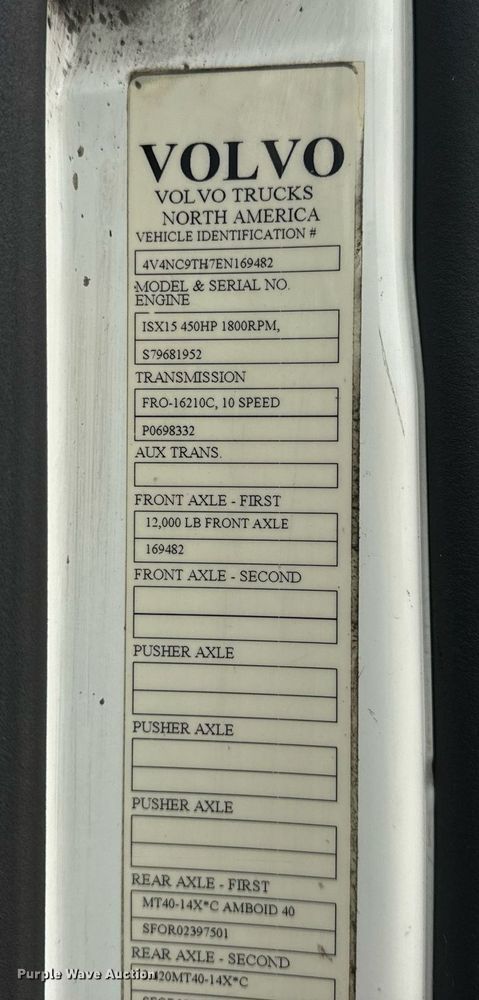 VOLVO
VOLVO TRUCKS
NORTH AMERICA
VEHICLE IDENTIFICATION #
4V4NC9TH7EN169482
MODEL & SERIAL NO.
ENGINE
ISX15 450HP 1800RPM,
S79681952
TRANSMISSION
FRO-16210C, 10 SPEED
P0698332
AUX TRANS.
FRONT AXLE - FIRST
12,000 LB FRONT AXLE
169482
FRONT AXLE - SECOND
PUSHER AXLE
PUSHER AXLE
PUSHER AXLE
REAR AXLE - FIRST
MT40-14X*C AMBOID 40
SFOR02397501
REAR AXLE - SECOND
Purple Wave Auction